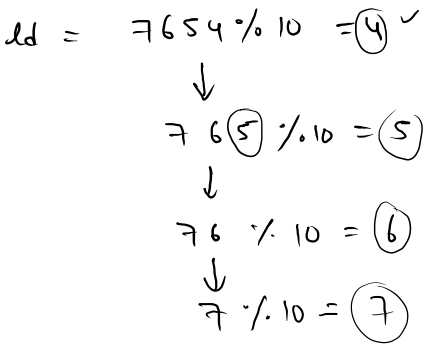 ld = 7654 % 10 = 4 ✓
↓
765 % 10 = 5
↓
76 % 10 = 6
↓
7 % 10 = 7